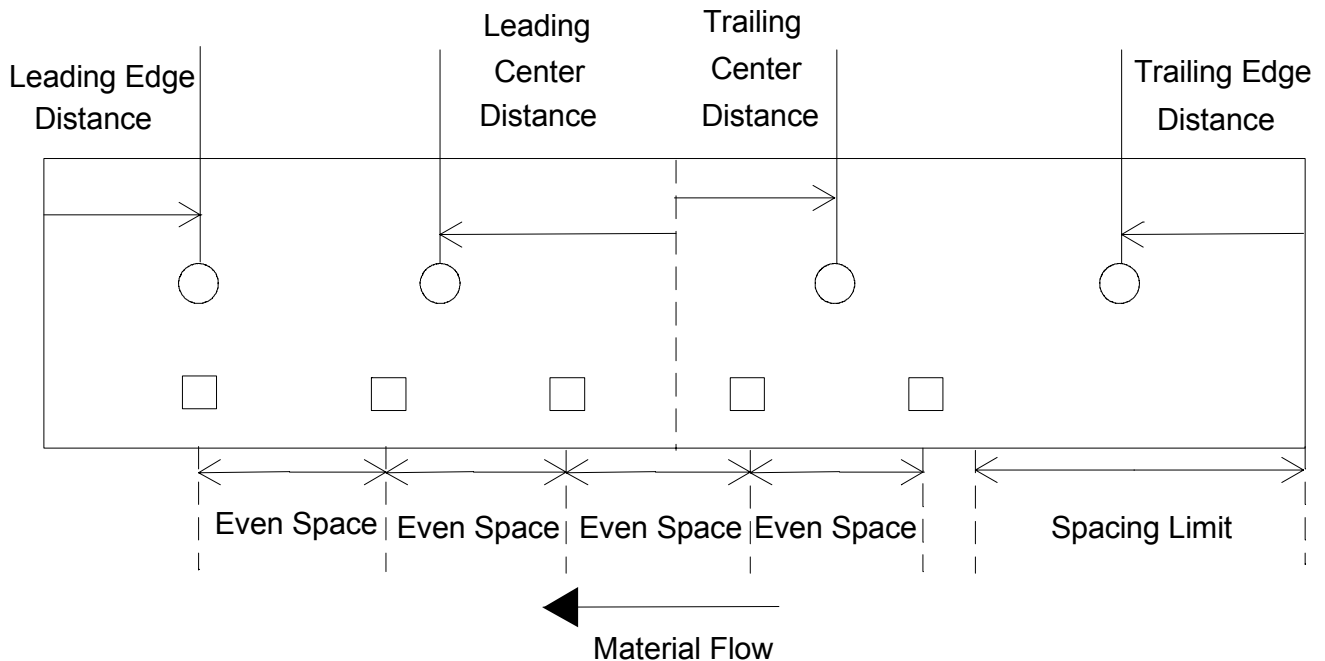 Leading Edge
Distance
Leading
Center
Distance
Trailing
Center
Distance
Trailing Edge
Distance
Even Space
Even Space
Even Space
Even Space
Spacing Limit
Material Flow